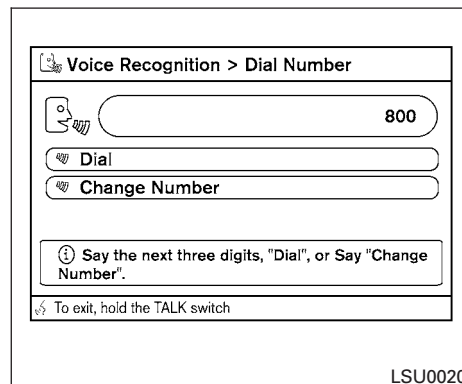 Voice Recognition > Dial Number
800
Dial
Change Number
Say the next three digits, "Dial", or Say "Change
Number".
To exit, hold the TALK switch
LSU0020